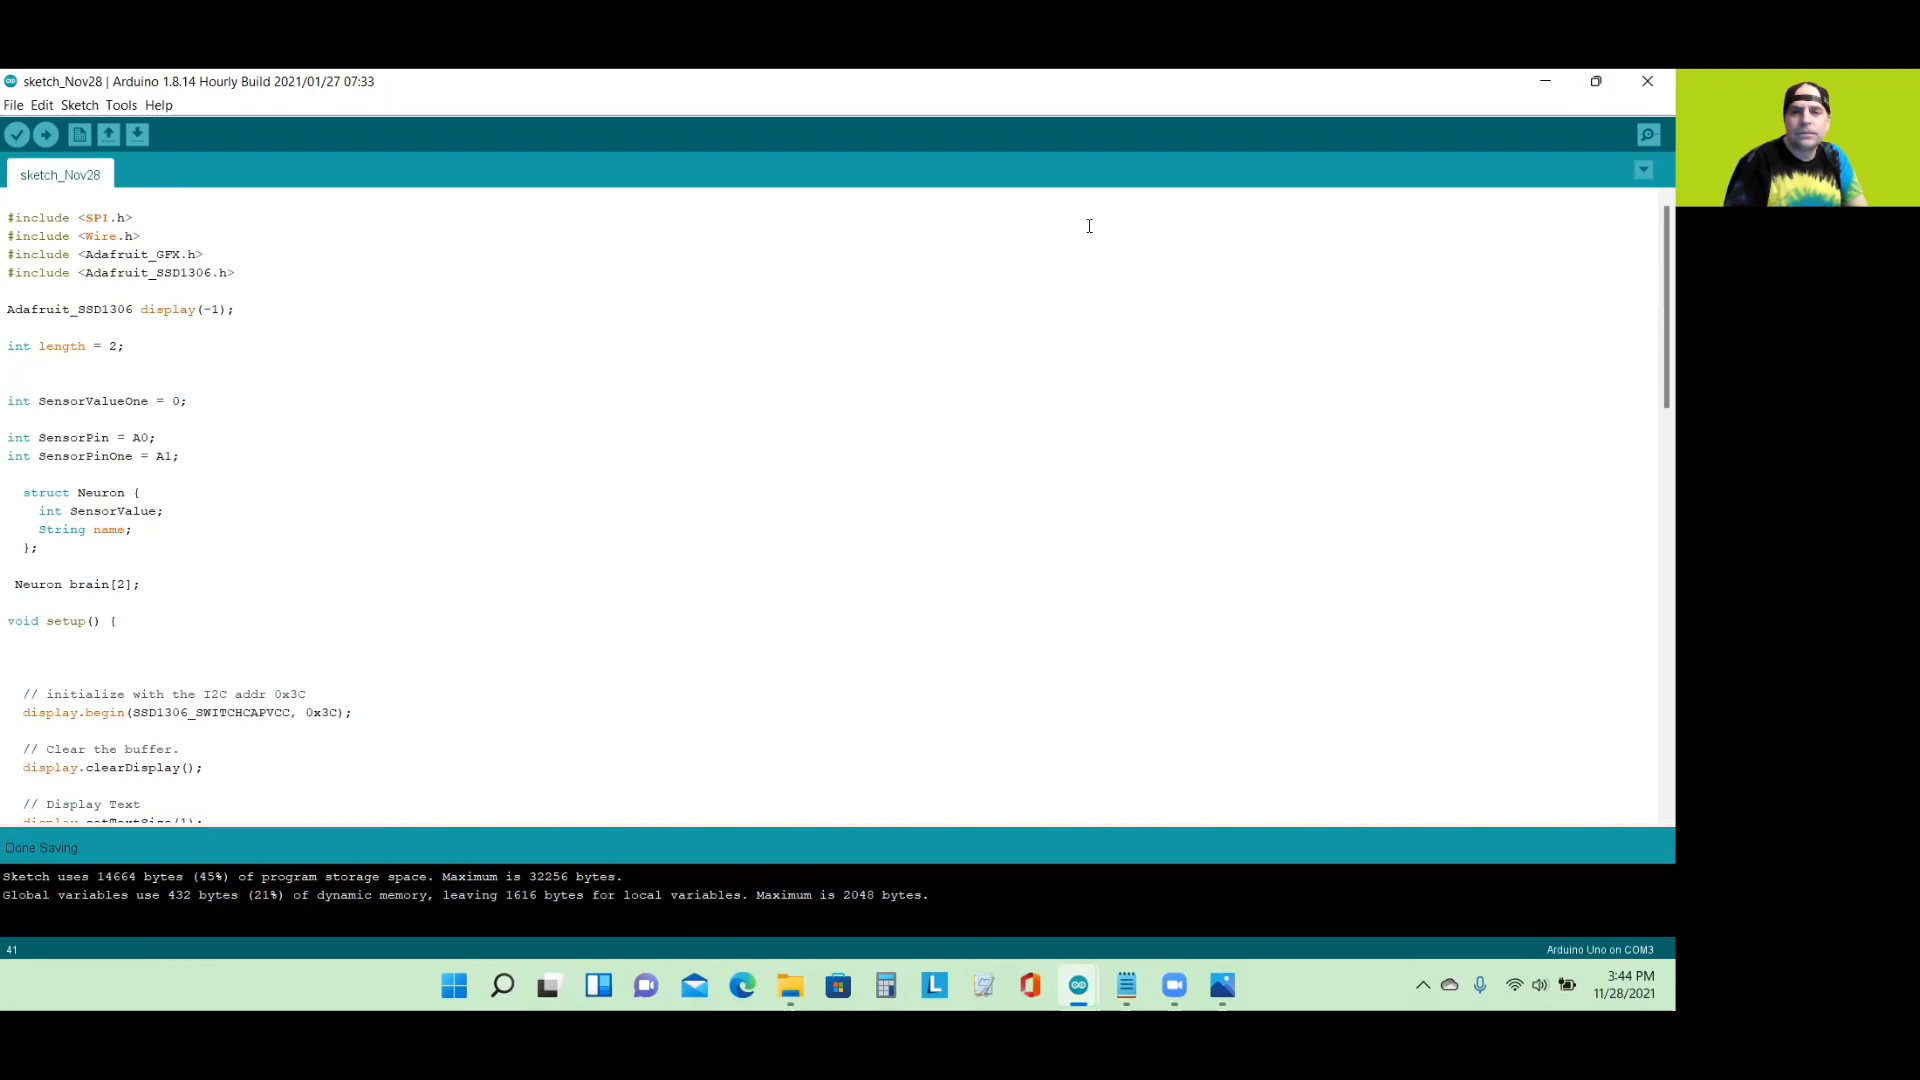 sketch_Nov28 | Arduino 1.8.14 Hourly Build 2021/01/27 07:33
File Edit Sketch Tools Help
sketch_Nov28
#include <SPI.h>
#include <Wire.h>
#include <Adafruit_GFX.h>
#include <Adafruit_SSD1306.h>
Adafruit_SSD1306 display(-1);
int length = 2;
int SensorValueOne = 0;
int SensorPin = A0;
int SensorPinOne = A1;
struct Neuron {
int SensorValue;
String name;
};
Neuron brain[2];
void setup() {
// initialize with the I2C addr 0x3C
display.begin(SSD1306_SWITCHCAPVCC, 0x3C);
// Clear the buffer.
display.clearDisplay();
// Display Text
display.setTextSize(1);
Done Saving.
Sketch uses 14664 bytes (45%) of program storage space. Maximum is 32256 bytes.
Global variables use 432 bytes (21%) of dynamic memory, leaving 1616 bytes for local variables. Maximum is 2048 bytes.
41
Arduino Uno on COM3
L
3:44 PM
11/28/2021